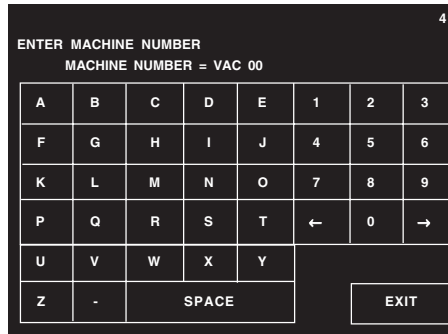 4
ENTER MACHINE NUMBER
MACHINE NUMBER = VAC 00
A B C D E 1 2 3
F G H I J 4 5 6
K L M N O 7 8 9
P Q R S T ← 0 →
U V W X Y
Z - SPACE EXIT